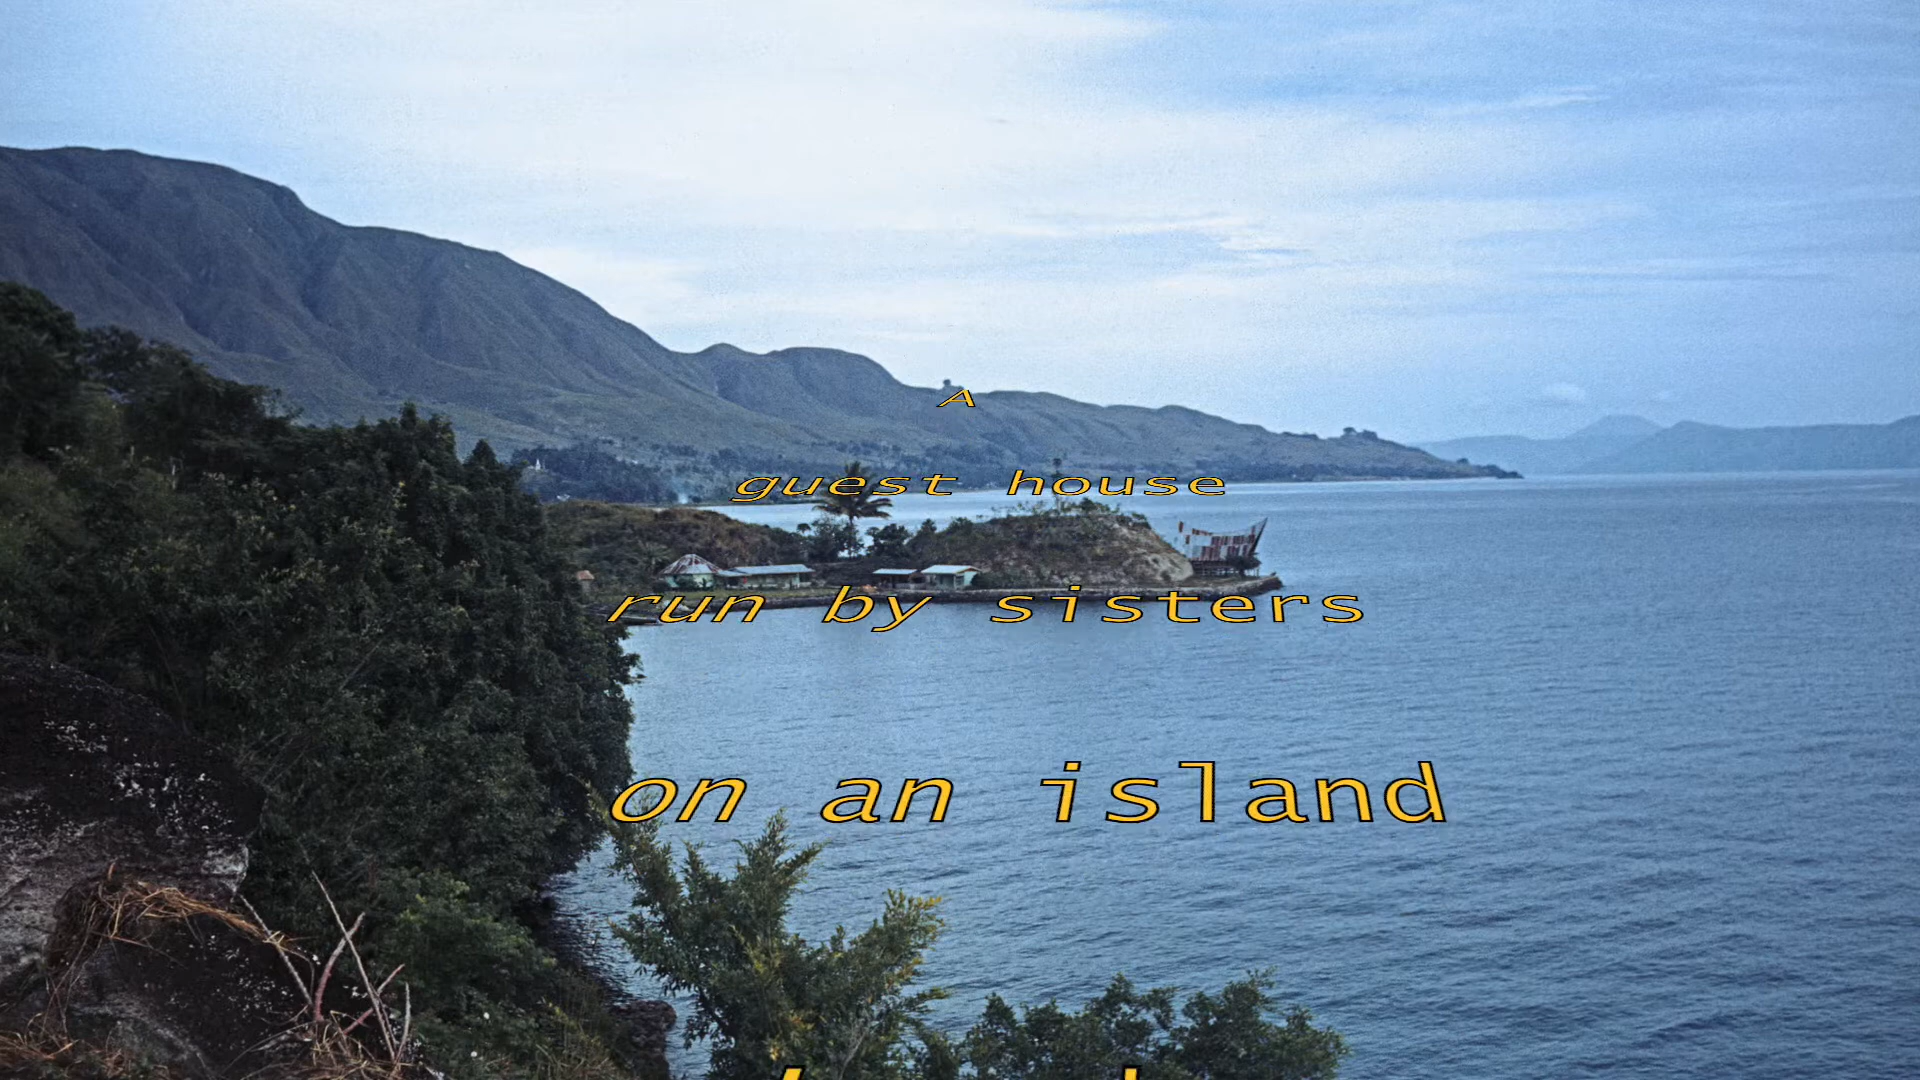 A
guest house
run by sisters
on an island